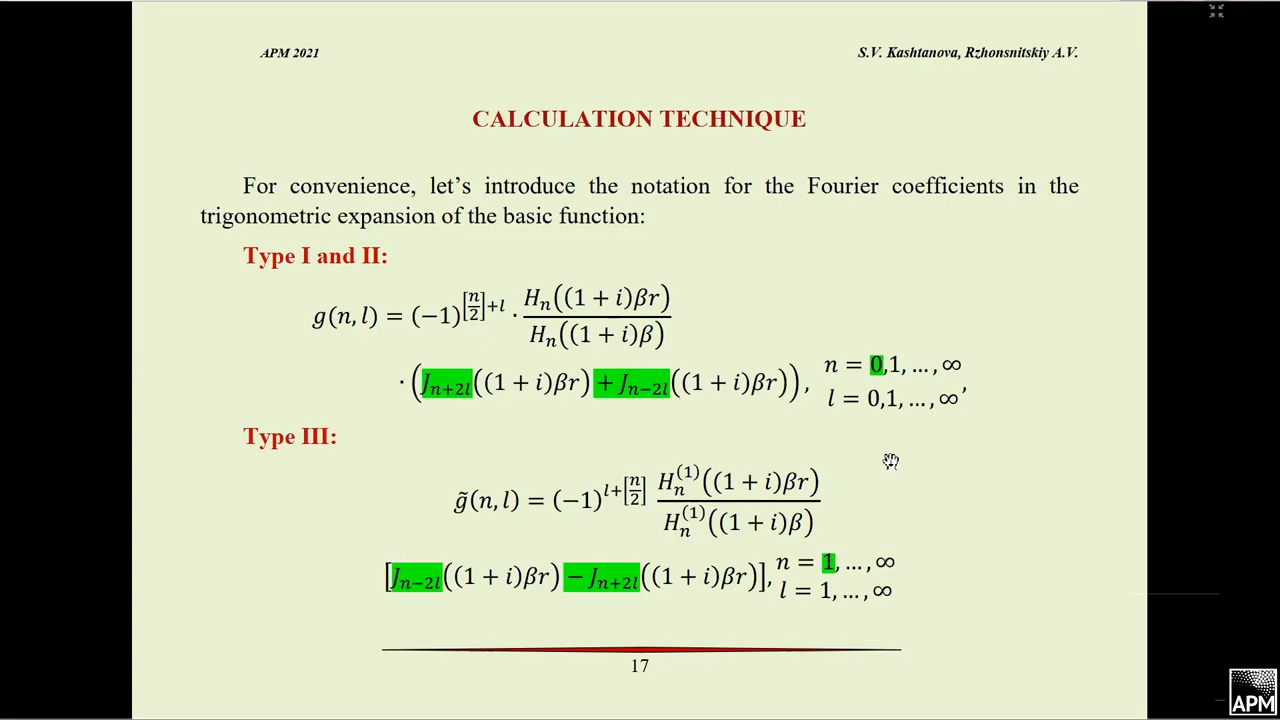 APM 2021 S.V. Kashtanova, Rzhonsnitskiy A.V.
CALCULATION TECHNIQUE
For convenience, let's introduce the notation for the Fourier coefficients in the
trigonometric expansion of the basic function:
Type I and II:
g(n, l) = (−1)^{[n/2]+l} · H_n((1 + i)βr) / H_n((1 + i)β)
· (J_{n+2l}((1 + i)βr) + J_{n−2l}((1 + i)βr)), n = 0,1, … , ∞
l = 0,1, … , ∞,
Type III:
g̃(n, l) = (−1)^{l+[n/2]} H_n^{(1)}((1 + i)βr) / H_n^{(1)}((1 + i)β)
[J_{n−2l}((1 + i)βr) − J_{n+2l}((1 + i)βr)], n = 1, … , ∞
l = 1, … , ∞
17
APM